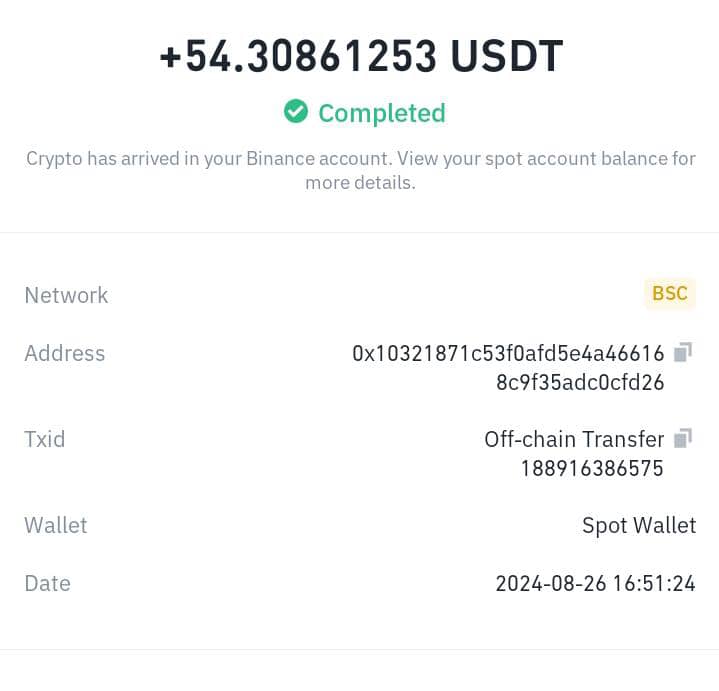 +54.30861253 USDT
Completed
Crypto has arrived in your Binance account. View your spot account balance for
more details.
Network BSC
Address 0x10321871c53f0afd5e4a46616
8c9f35adc0cfd26
Txid Off-chain Transfer
188916386575
Wallet Spot Wallet
Date 2024-08-26 16:51:24